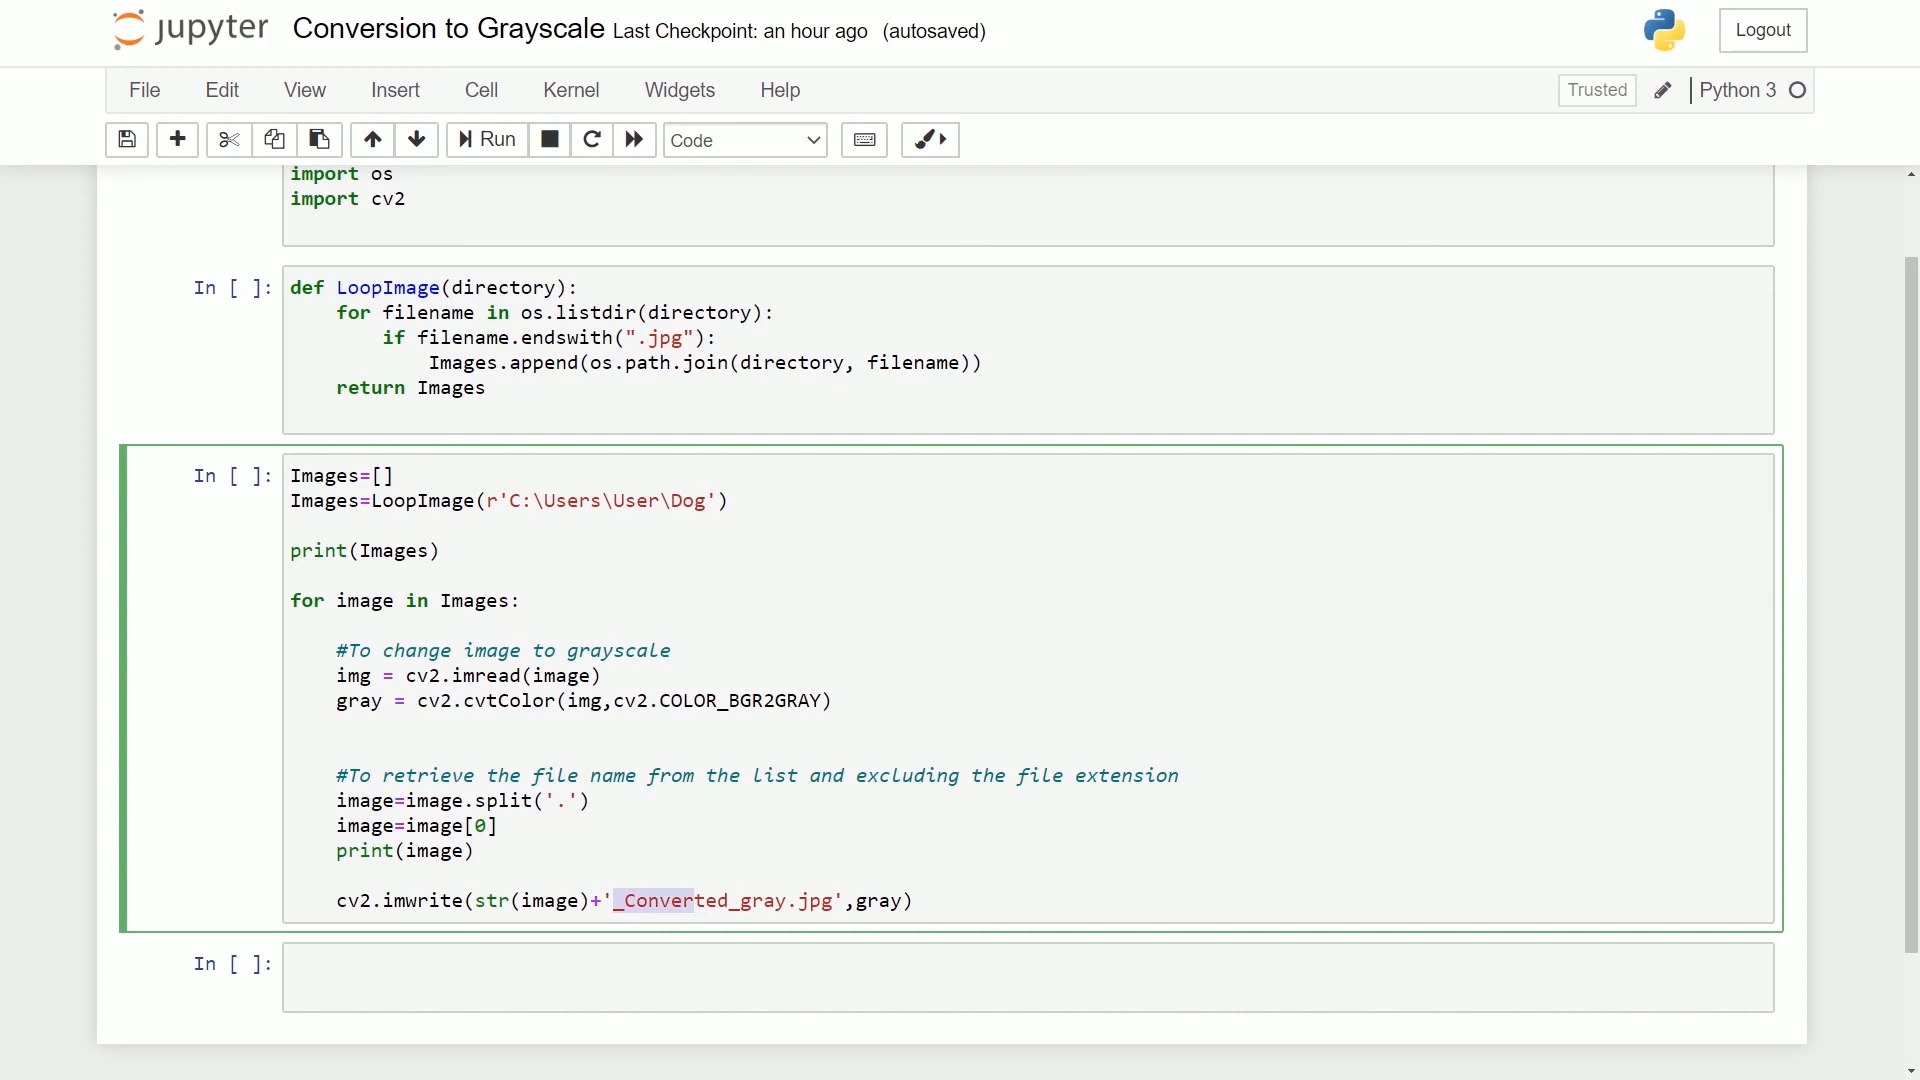 jupyter Conversion to Grayscale Last Checkpoint: an hour ago (autosaved)
Logout
File Edit View Insert Cell Kernel Widgets Help
Trusted
Python 3
Run
Code
import os
import cv2
In [ ]:
def LoopImage(directory):
    for filename in os.listdir(directory):
        if filename.endswith(".jpg"):
            Images.append(os.path.join(directory, filename))
    return Images
In [ ]:
Images=[]
Images=LoopImage(r'C:\Users\User\Dog')
print(Images)
for image in Images:
    #To change image to grayscale
    img = cv2.imread(image)
    gray = cv2.cvtColor(img,cv2.COLOR_BGR2GRAY)
    #To retrieve the file name from the list and excluding the file extension
    image=image.split('.')
    image=image[0]
    print(image)
    cv2.imwrite(str(image)+'_Converted_gray.jpg',gray)
In [ ]: